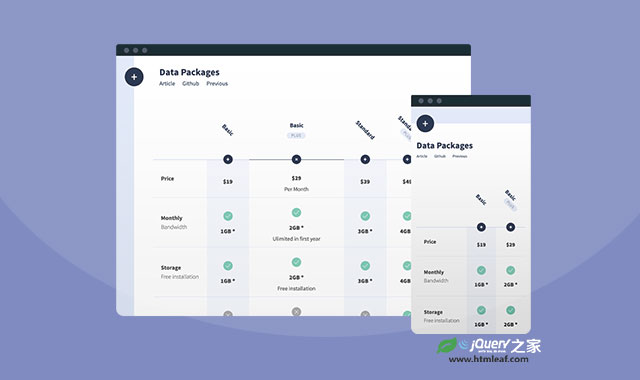 Data Packages
Article Github Previous
Basic
Basic
PLUS
Standard
Price
$19
$29
Per Month
$39
Monthly
Bandwidth
1GB *
2GB *
Ulimited in first year
3GB *
4GB *
Storage
Free installation
1GB *
2GB *
Free Installation
3GB *
4GB *
Data Packages
Article Github Previous
Basic
Basic
PLUS
Price
$19 $29
Monthly
Bandwidth
1GB * 2GB *
Storage
Free installation
1GB * 2GB *
jQuery之家
www.htmleaf.com